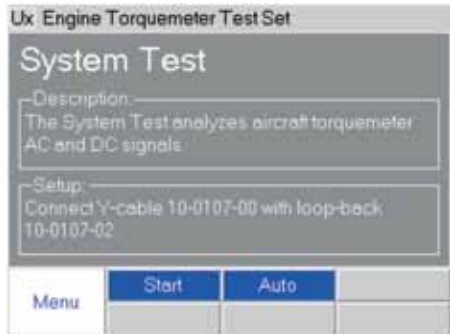 Ux Engine Torquemeter Test Set
System Test
Description:
The System Test analyzes aircraft torquemeter
AC and DC signals
Setup:
Connect Y-cable 10-0107-00 with loop-back
10-0107-02
Menu
Start
Auto